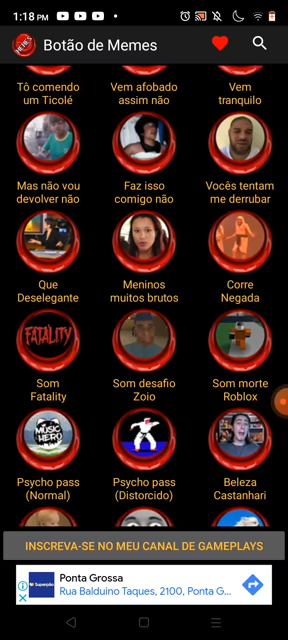 1:18 PM
Botão de Memes
Tô comendo
um Ticolé
Vem afobado
assim não
Vem
tranquilo
Mas não vou
devolver não
Faz isso
comigo não
Vocês tentam
me derrubar
Que
Deselegante
Meninos
muitos brutos
Corre
Negada
FATALITY
Som
Fatality
Som desafio
Zoio
Som morte
Roblox
MUSIC
HERO
Psycho pass
(Normal)
Psycho pass
(Distorcido)
Beleza
Castanhari
INSCREVA-SE NO MEU CANAL DE GAMEPLAYS
Ponta Grossa
Rua Balduino Taques, 2100, Ponta G...